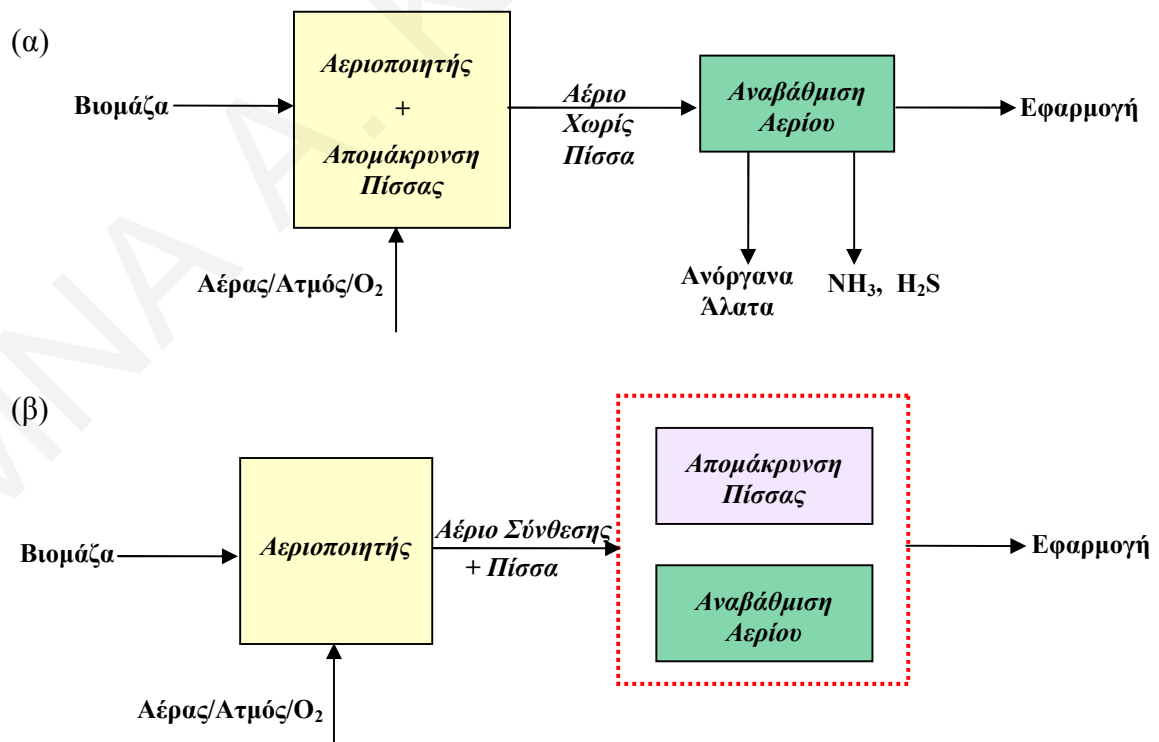 (α)
Αεριοποιητής
+
Απομάκρυνση
Πίσσας
Βιομάζα
Αέριο
Χωρίς
Πίσσα
Αναβάθμιση
Αερίου
Εφαρμογή
Αέρας/Ατμός/O₂
Ανόργανα
Άλατα
NH₃, H₂S
(β)
Βιομάζα
Αεριοποιητής
Αέριο Σύνθεσης
+ Πίσσα
Απομάκρυνση
Πίσσας
Αναβάθμιση
Αερίου
Εφαρμογή
Αέρας/Ατμός/O₂